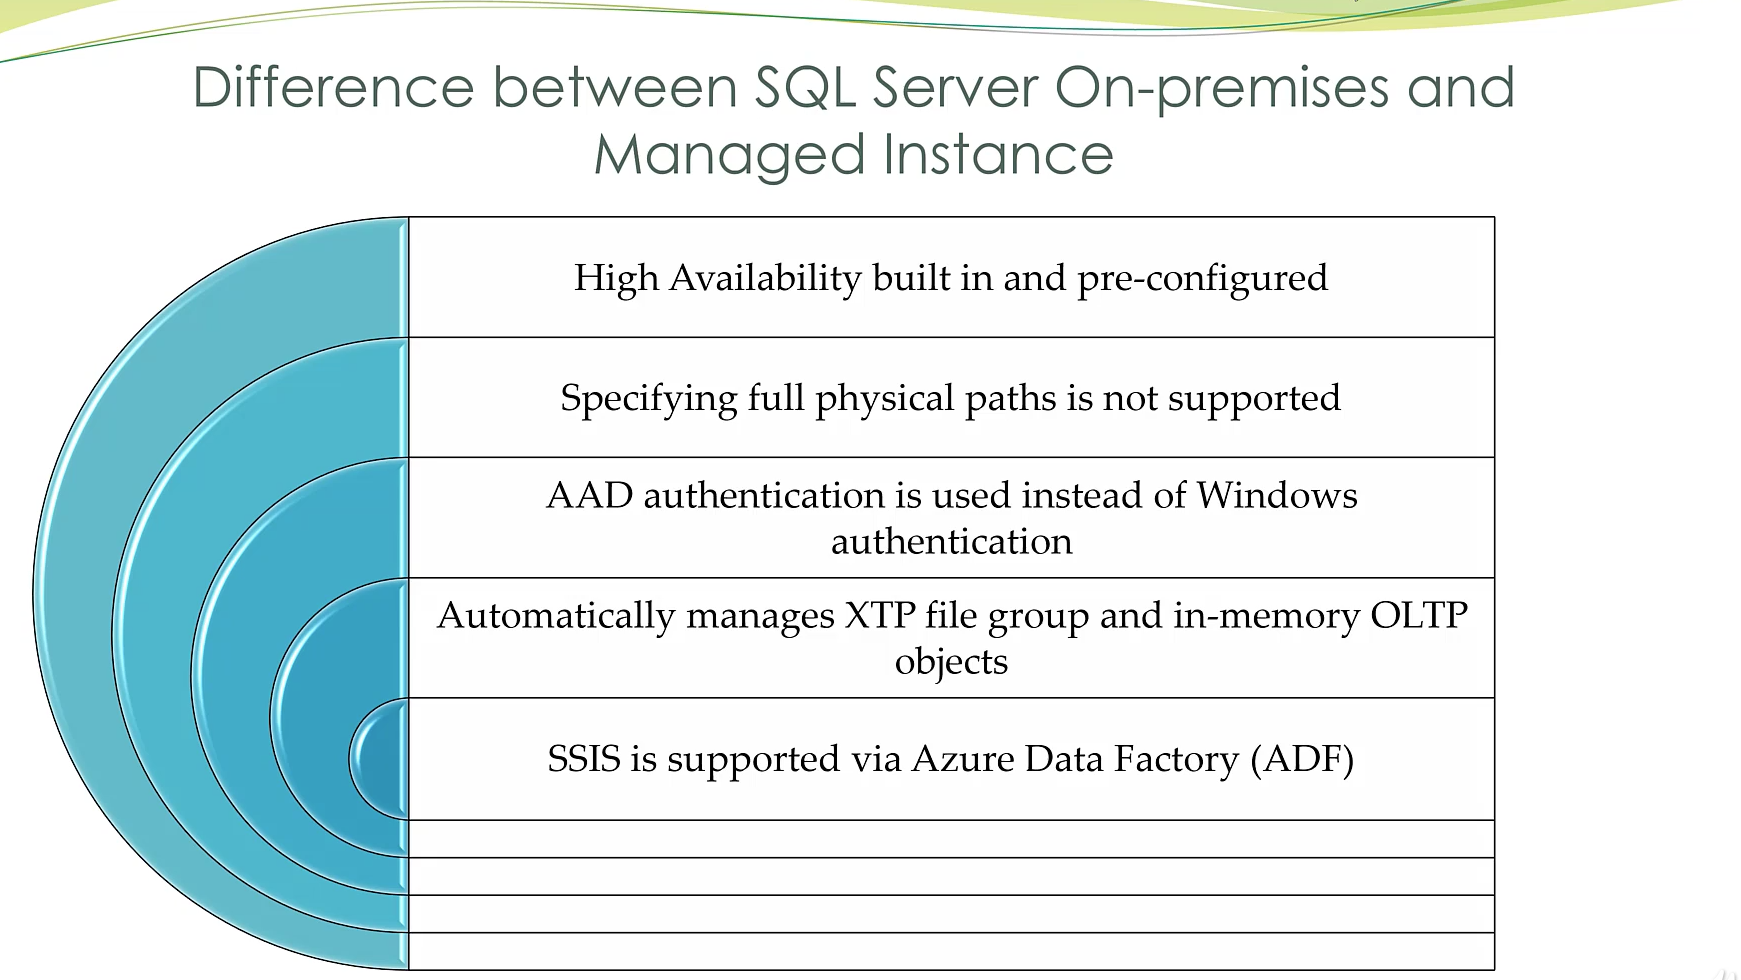 Difference between SQL Server On-premises and
Managed Instance
High Availability built in and pre-configured
Specifying full physical paths is not supported
AAD authentication is used instead of Windows
authentication
Automatically manages XTP file group and in-memory OLTP
objects
SSIS is supported via Azure Data Factory (ADF)